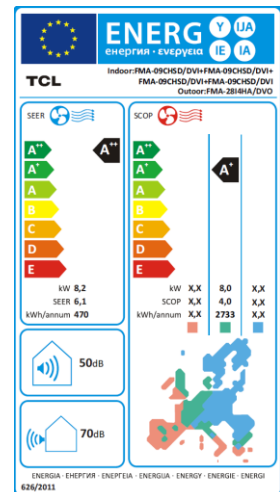 ENERG Y IJA
енергия · ενεργεια IE IA
TCL
Indoor:FMA-09CHSD/DVI+FMA-09CHSD/DVI+
FMA-09CHSD/DVI+FMA-09CHSD/DVI
Outoor:FMA-28I4HA/DVO
SEER SCOP
A++ A++ A++
A+ A+ A+
A A
B B
C C
D D
E E
kW 8,2 kW X,X 8,0 X,X
SEER 6,1 SCOP X,X 4,0 X,X
kWh/annum 470 kWh/annum X,X 2733 X,X
50dB
70dB
ENERGIA · ЕНЕРГИЯ · ΕΝΕΡΓΕΙΑ · ENERGIJA · ENERGY · ENERGIE · ENERGI
626/2011